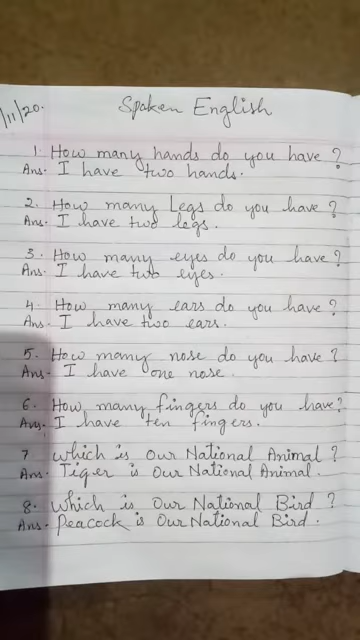 /11/20.
Spoken English
1. How many hands do you have?
Ans. I have two hands.
2. How many Legs do you have?
Ans. I have two legs.
3. How many eyes do you have?
Ans. I have two eyes.
4. How many ears do you have?
Ans. I have two ears.
5. How many nose do you have?
Ans - I have one nose.
6. How many fingers do you have?
Ans. I have ten fingers.
7 which is Our National Animal?
Ans. Tiger is Our National Animal.
8. Which is Our National Bird?
Ans - Peacock is Our National Bird.